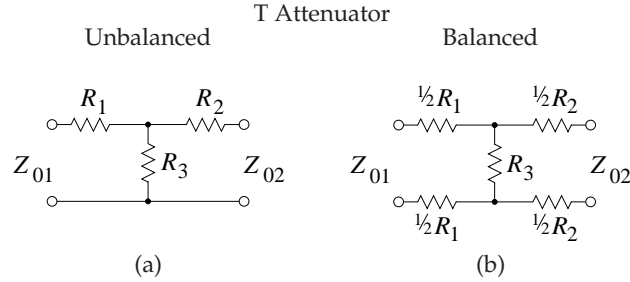 T Attenuator
Unbalanced
Balanced
R1 R2
Z01 R3 Z02
(a)
½R1 ½R2
Z01 R3 Z02
½R1 ½R2
(b)